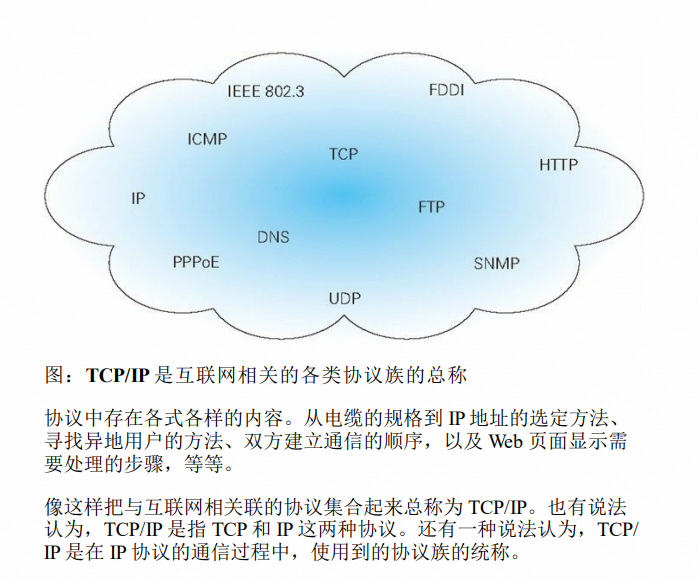 IEEE 802.3
FDDI
ICMP
TCP
HTTP
IP
FTP
DNS
PPPoE
SNMP
UDP
图：TCP/IP 是互联网相关的各类协议族的总称
协议中存在各式各样的内容。从电缆的规格到 IP 地址的选定方法、
寻找异地用户的方法、双方建立通信的顺序，以及 Web 页面显示需
要处理的步骤，等等。
像这样把与互联网相关联的协议集合起来总称为 TCP/IP。也有说法
认为，TCP/IP 是指 TCP 和 IP 这两种协议。还有一种说法认为，TCP/
IP 是在 IP 协议的通信过程中，使用到的协议族的统称。